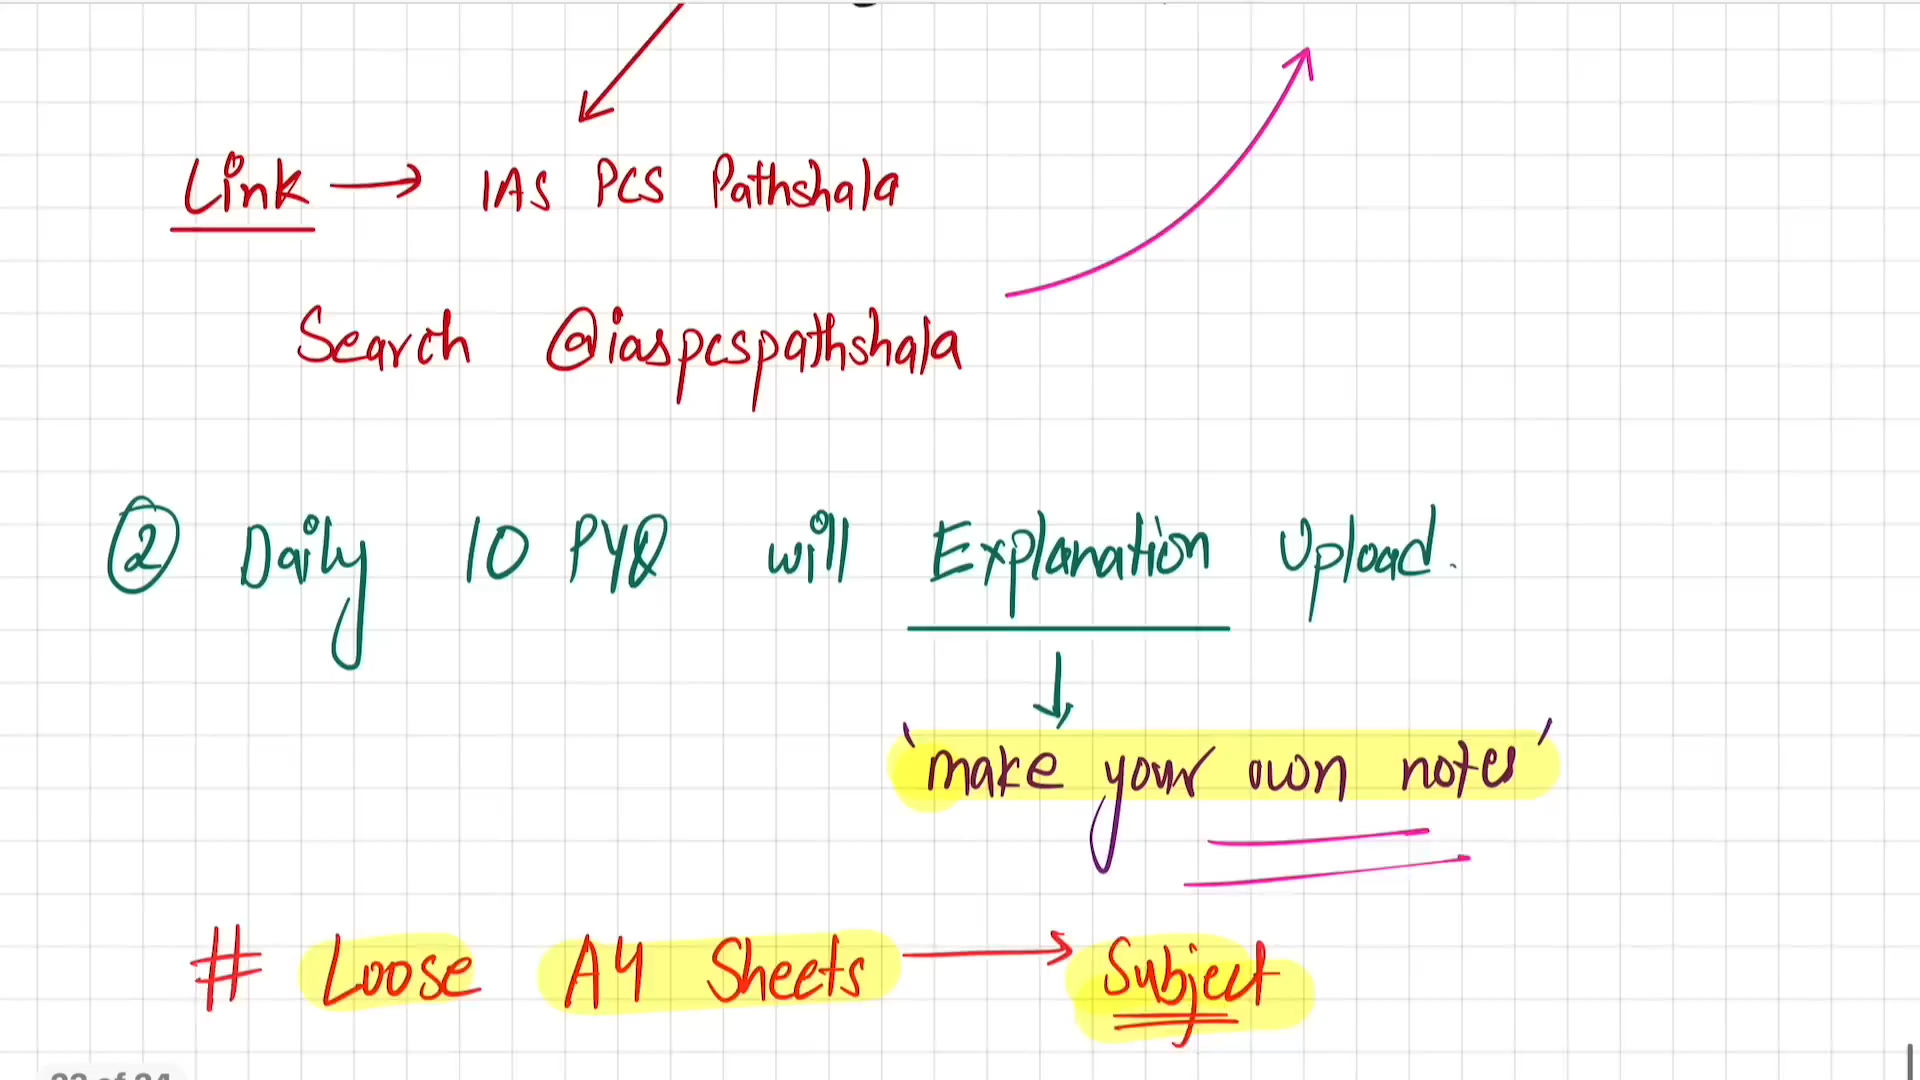 Link → IAS PCS Pathshala
Search @iaspcspathshala
② Daily 10 PYQ will Explanation Upload.
'make your own notes'
# Loose A4 Sheets → Subject